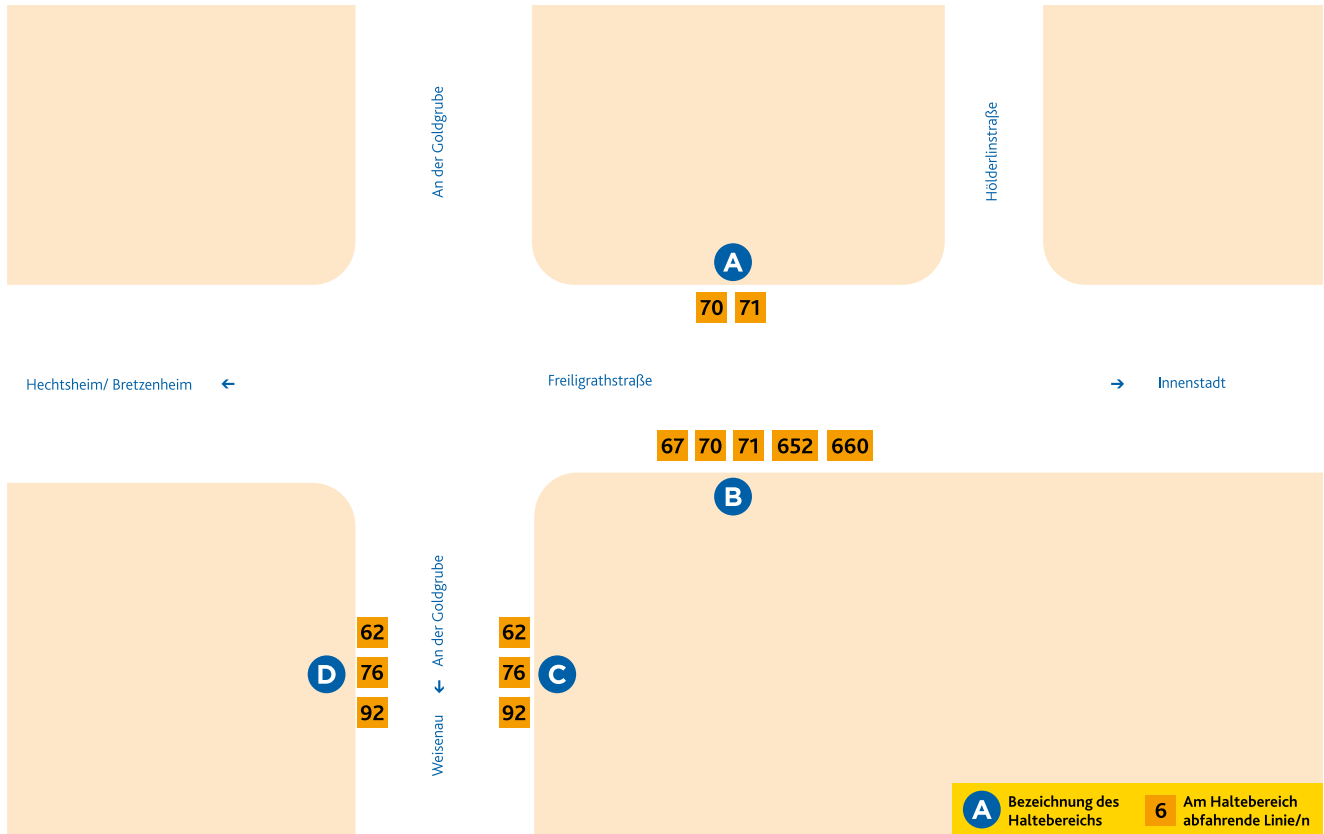 An der Goldgrube
Hölderlinstraße
A
70 71
Hechtsheim/ Bretzenheim ←
Freiligrathstraße
→ Innenstadt
67 70 71 652 660
B
62
76
92
D
Weisenau ← An der Goldgrube
62
76
92
C
A Bezeichnung des
Haltebereichs
6 Am Haltebereich
abfahrende Linie/n